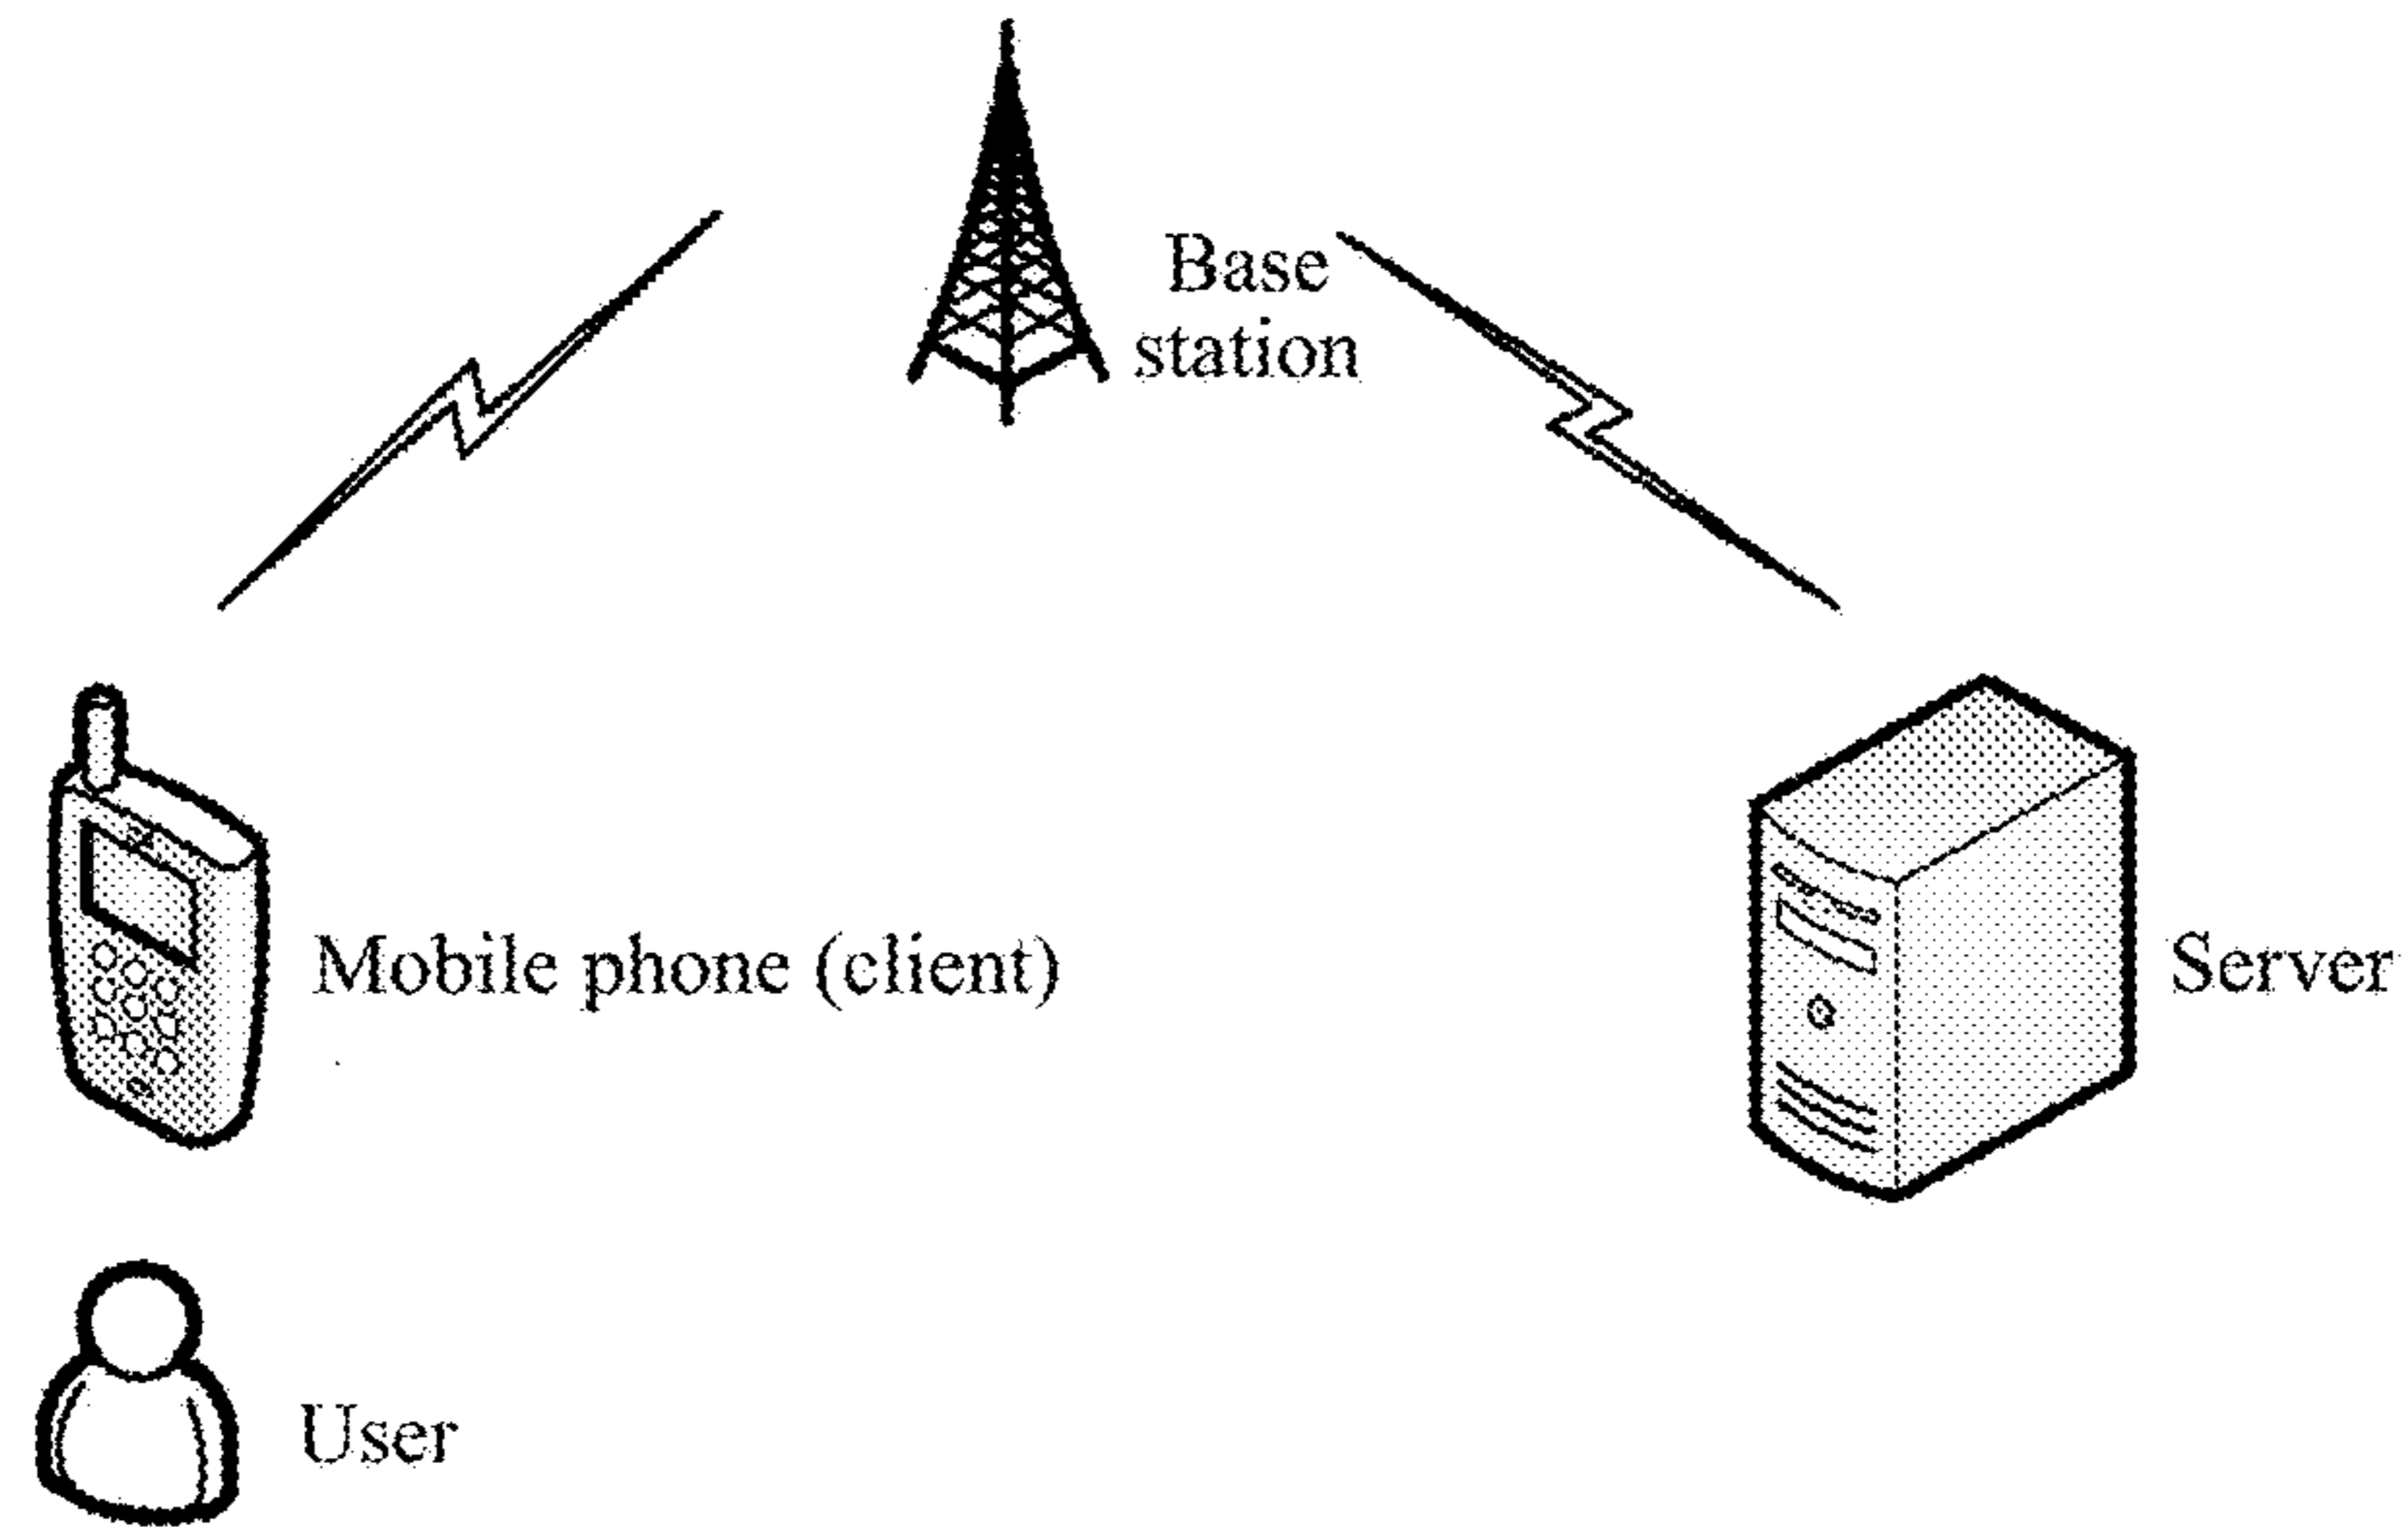 Base
station
Mobile phone (client)
Server
User